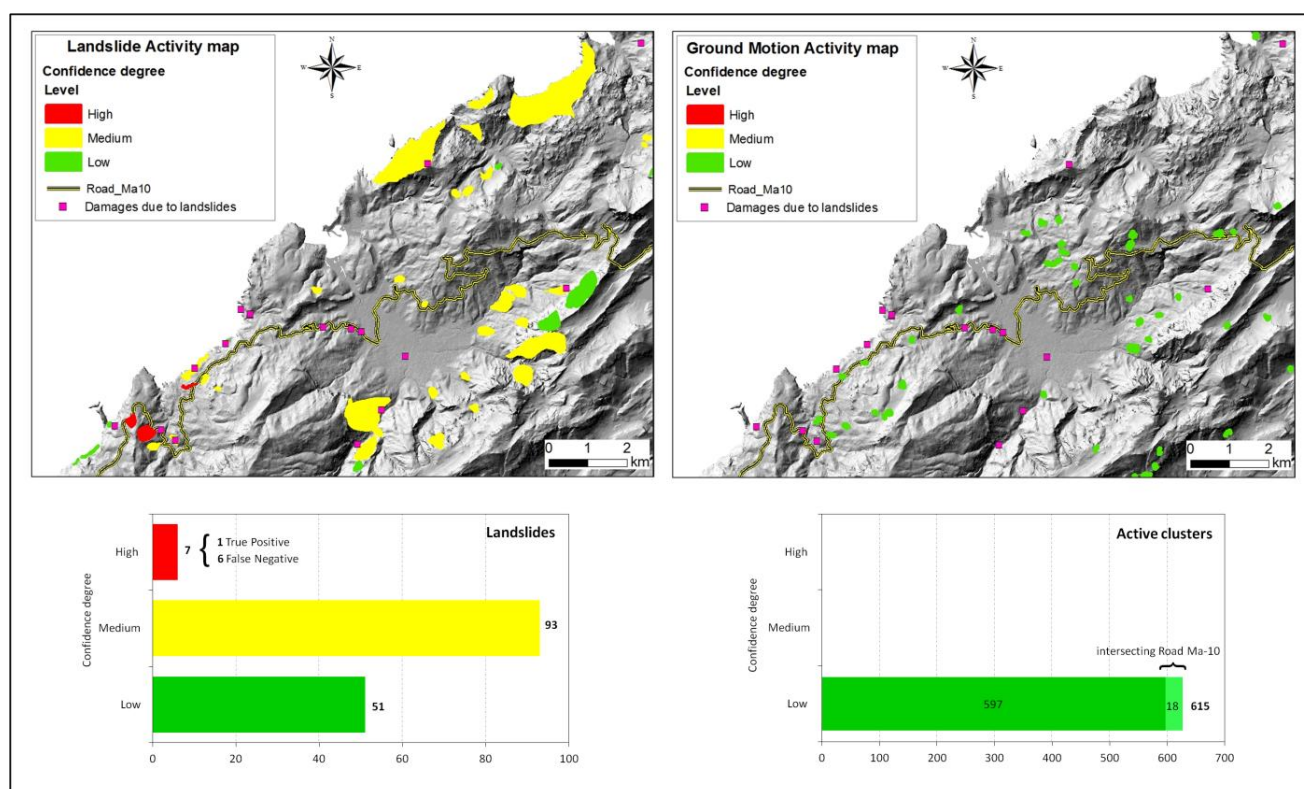 Landslide Activity map
Confidence degree
Level
High
Medium
Low
Road_Ma10
Damages due to landslides
N
W E
S
0 1 2
km
Ground Motion Activity map
Confidence degree
Level
High
Medium
Low
Road_Ma10
Damages due to landslides
N
W E
S
0 1 2
km
Landslides
Confidence degree
High
7
1 True Positive
6 False Negative
Medium
93
Low
51
0 20 40 60 80 100
Active clusters
Confidence degree
High
Medium
intersecting Road Ma-10
Low
597 18 615
0 100 200 300 400 500 600 700